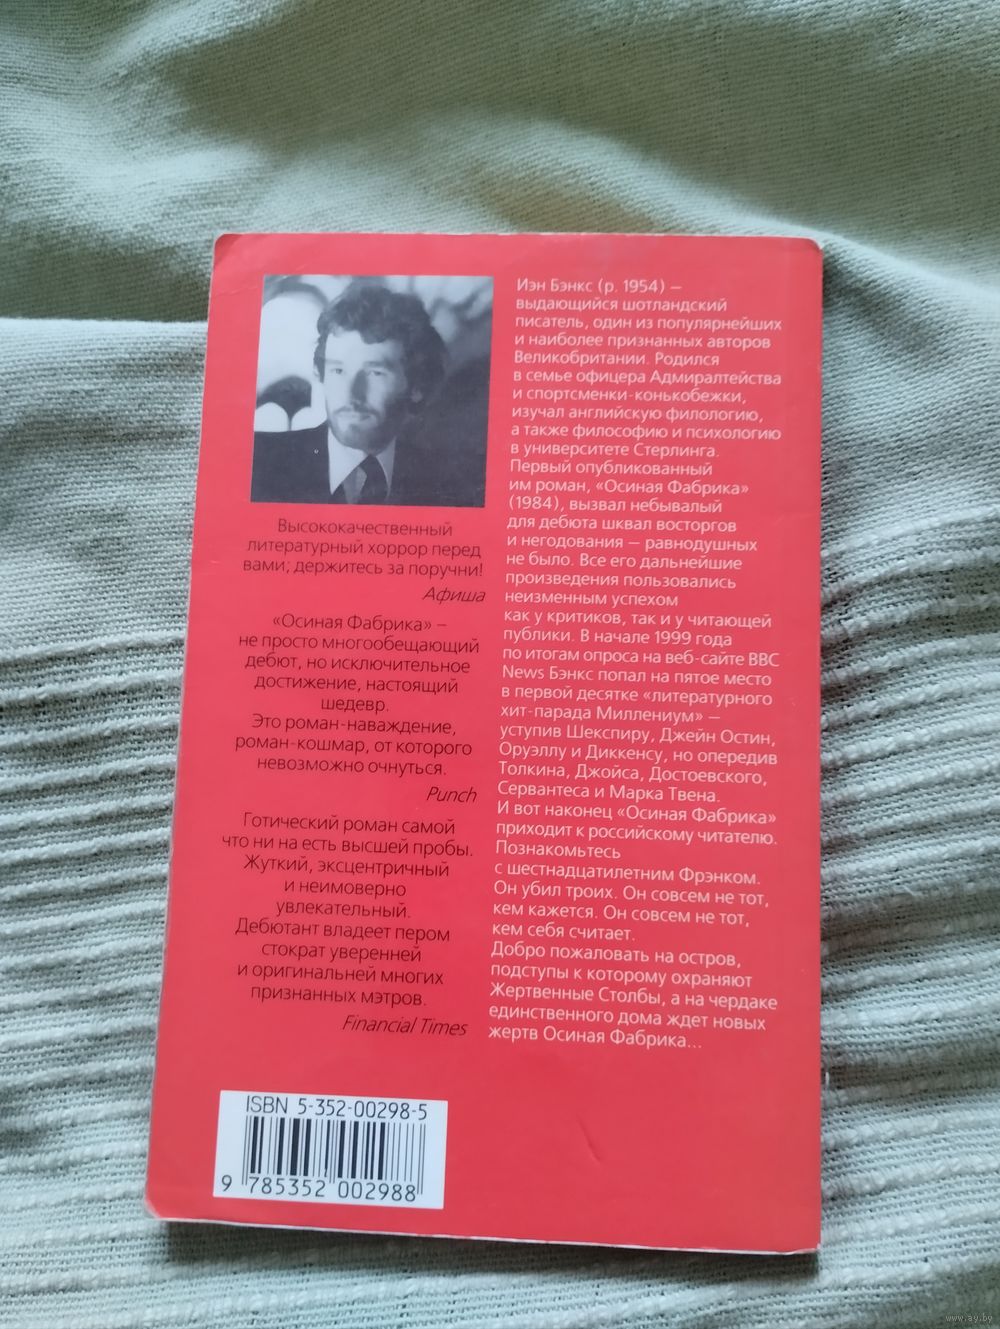 Высококачественный
литературный хоррор перед
вами; держитесь за поручни!
Афиша
«Осиная Фабрика» –
не просто многообещающий
дебют, но исключительное
достижение, настоящий
шедевр.
Это роман-наваждение,
роман-кошмар, от которого
невозможно очнуться.
Punch
Готический роман самой
что ни на есть высшей пробы.
Жуткий, эксцентричный
и неимоверно
увлекательный.
Дебютант владеет пером
стократ уверенней
и оригинальней многих
признанных мэтров.
Financial Times
Иэн Бэнкс (р. 1954) –
выдающийся шотландский
писатель, один из популярнейших
и наиболее признанных авторов
Великобритании. Родился
в семье офицера Адмиралтейства
и спортсменки-конькобежки,
изучал английскую филологию,
а также философию и психологию
в университете Стерлинга.
Первый опубликованный
им роман, «Осиная Фабрика»
(1984), вызвал небывалый
для дебюта шквал восторгов
и негодования – равнодушных
не было. Все его дальнейшие
произведения пользовались
неизменным успехом
как у критиков, так и у читающей
публики. В начале 1999 года
по итогам опроса на веб-сайте BBC
News Бэнкс попал на пятое место
в первой десятке «литературного
хит-парада Миллениум» –
уступив Шекспиру, Джейн Остин,
Оруэллу и Диккенсу, но опередив
Толкина, Джойса, Достоевского,
Сервантеса и Марка Твена.
И вот наконец «Осиная Фабрика»
приходит к российскому читателю.
Познакомьтесь
с шестнадцатилетним Фрэнком.
Он убил троих. Он совсем не тот,
кем кажется. Он совсем не тот,
кем себя считает.
Добро пожаловать на остров,
подступы к которому охраняют
Жертвенные Столбы, а на чердаке
единственного дома ждет новых
жертв Осиная Фабрика...
ISBN 5-352-00298-5
9 785352 002988
www.ay.by